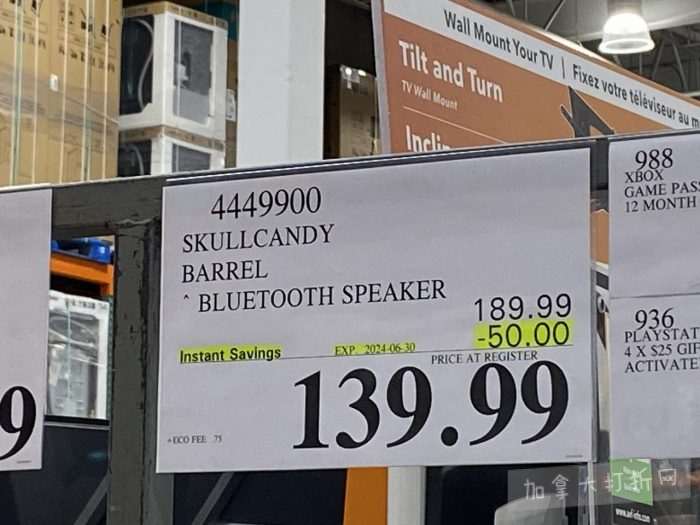 Wall Mount Your TV | Fixez votre téléviseur au m
Tilt and Turn
TV Wall Mount
Inclin
4449900
SKULLCANDY
BARREL
^ BLUETOOTH SPEAKER
189.99
-50.00
Instant Savings EXP. 2024-06-30
PRICE AT REGISTER
139.99
+ECO FEE .75
9
988
XBOX
GAME PAS
12 MONTH
936
PLAYSTAT
4 X $25 GIF
ACTIVATE
加拿大打折网